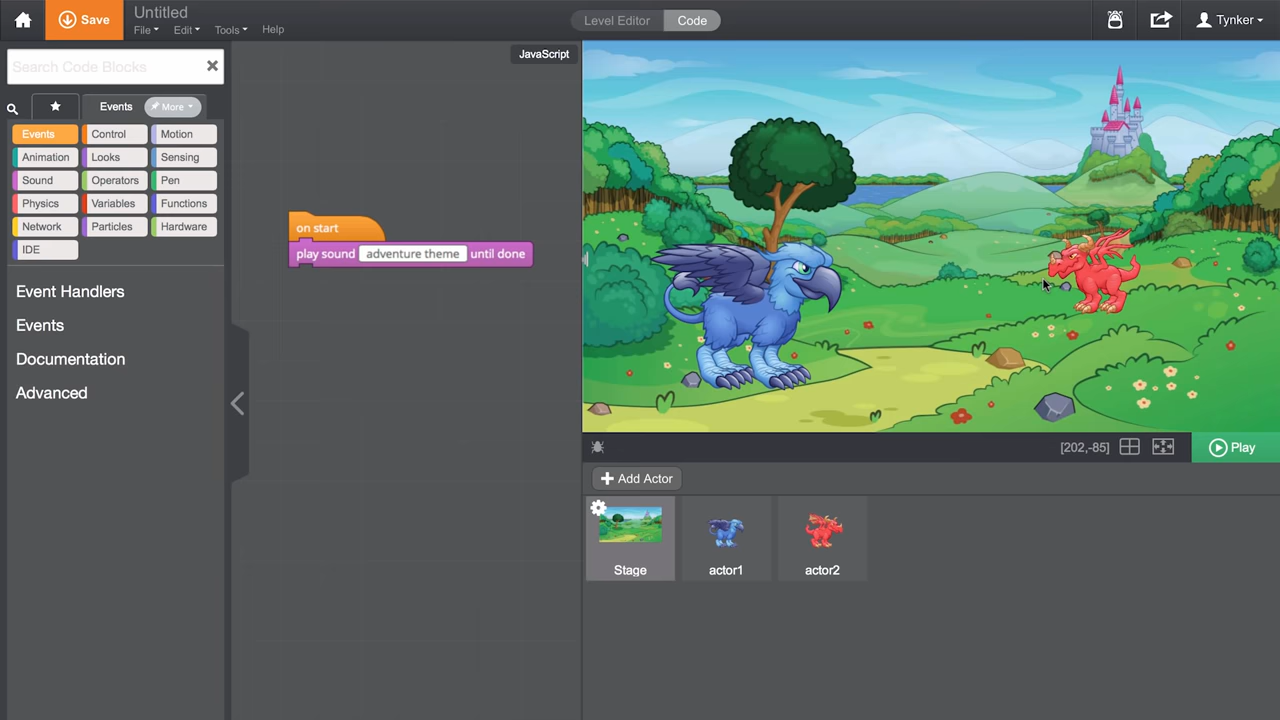 Save
Untitled
File
Edit
Tools
Help
Level Editor
Code
Tynker
Search Code Blocks
JavaScript
Events
More
Events
Control
Motion
Animation
Looks
Sensing
Sound
Operators
Pen
Physics
Variables
Functions
Network
Particles
Hardware
IDE
Event Handlers
Events
Documentation
Advanced
on start
play sound adventure theme until done
[202,-85]
Play
Add Actor
Stage
actor1
actor2